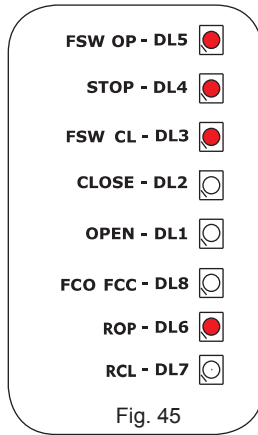 FSW OP - DL5
STOP - DL4
FSW CL - DL3
CLOSE - DL2
OPEN - DL1
FCO FCC - DL8
ROP - DL6
RCL - DL7
Fig. 45